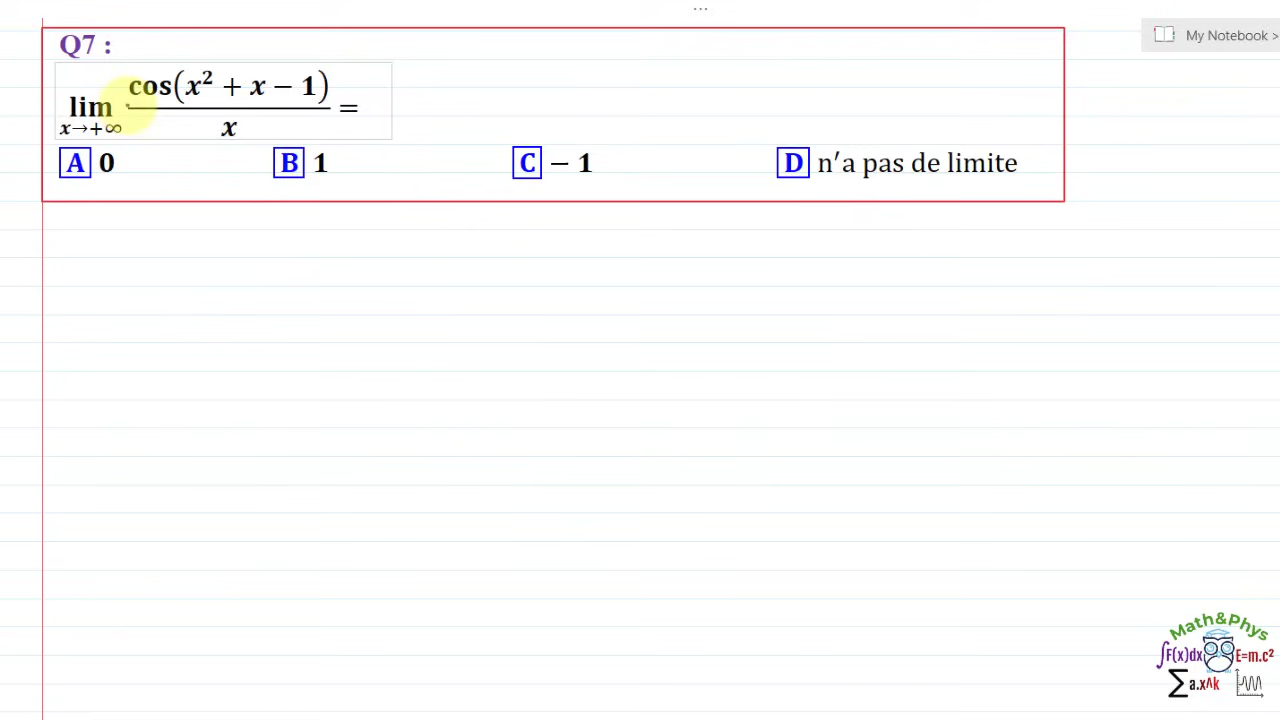 ...
My Notebook >
Q7 :
lim x→+∞ cos(x² + x − 1) / x =
A 0 B 1 C − 1 D n′a pas de limite
Math&Phys
∫F(x)dx E=m.c²
∑ a.x^k